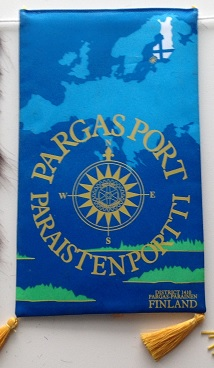 PARGAS PORT
N
W E
S
PARAISTENPORTTI
DISTRICT 1410
PARGAS-PARAINEN
FINLAND